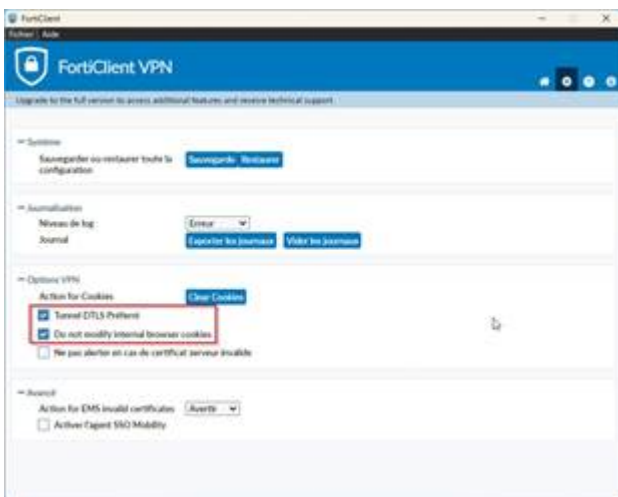 FortiClient
Fichier Aide
FortiClient VPN
Upgrade to the full version to access additional features and receive technical support
Système
Sauvegarder ou restaurer toute la configuration
Sauvegarde Restaurer
Journalisation
Niveau de log Erreur
Journal Exporter les journaux Vider les journaux
Options VPN
Action for Cookies Clear Cookies
Tunnel DTLS Préféré
Do not modify internal browser cookies
Ne pas alerter en cas de certificat serveur invalide
Avancé
Action for EMS invalid certificates Avertir
Activer l'agent SSO Mobility